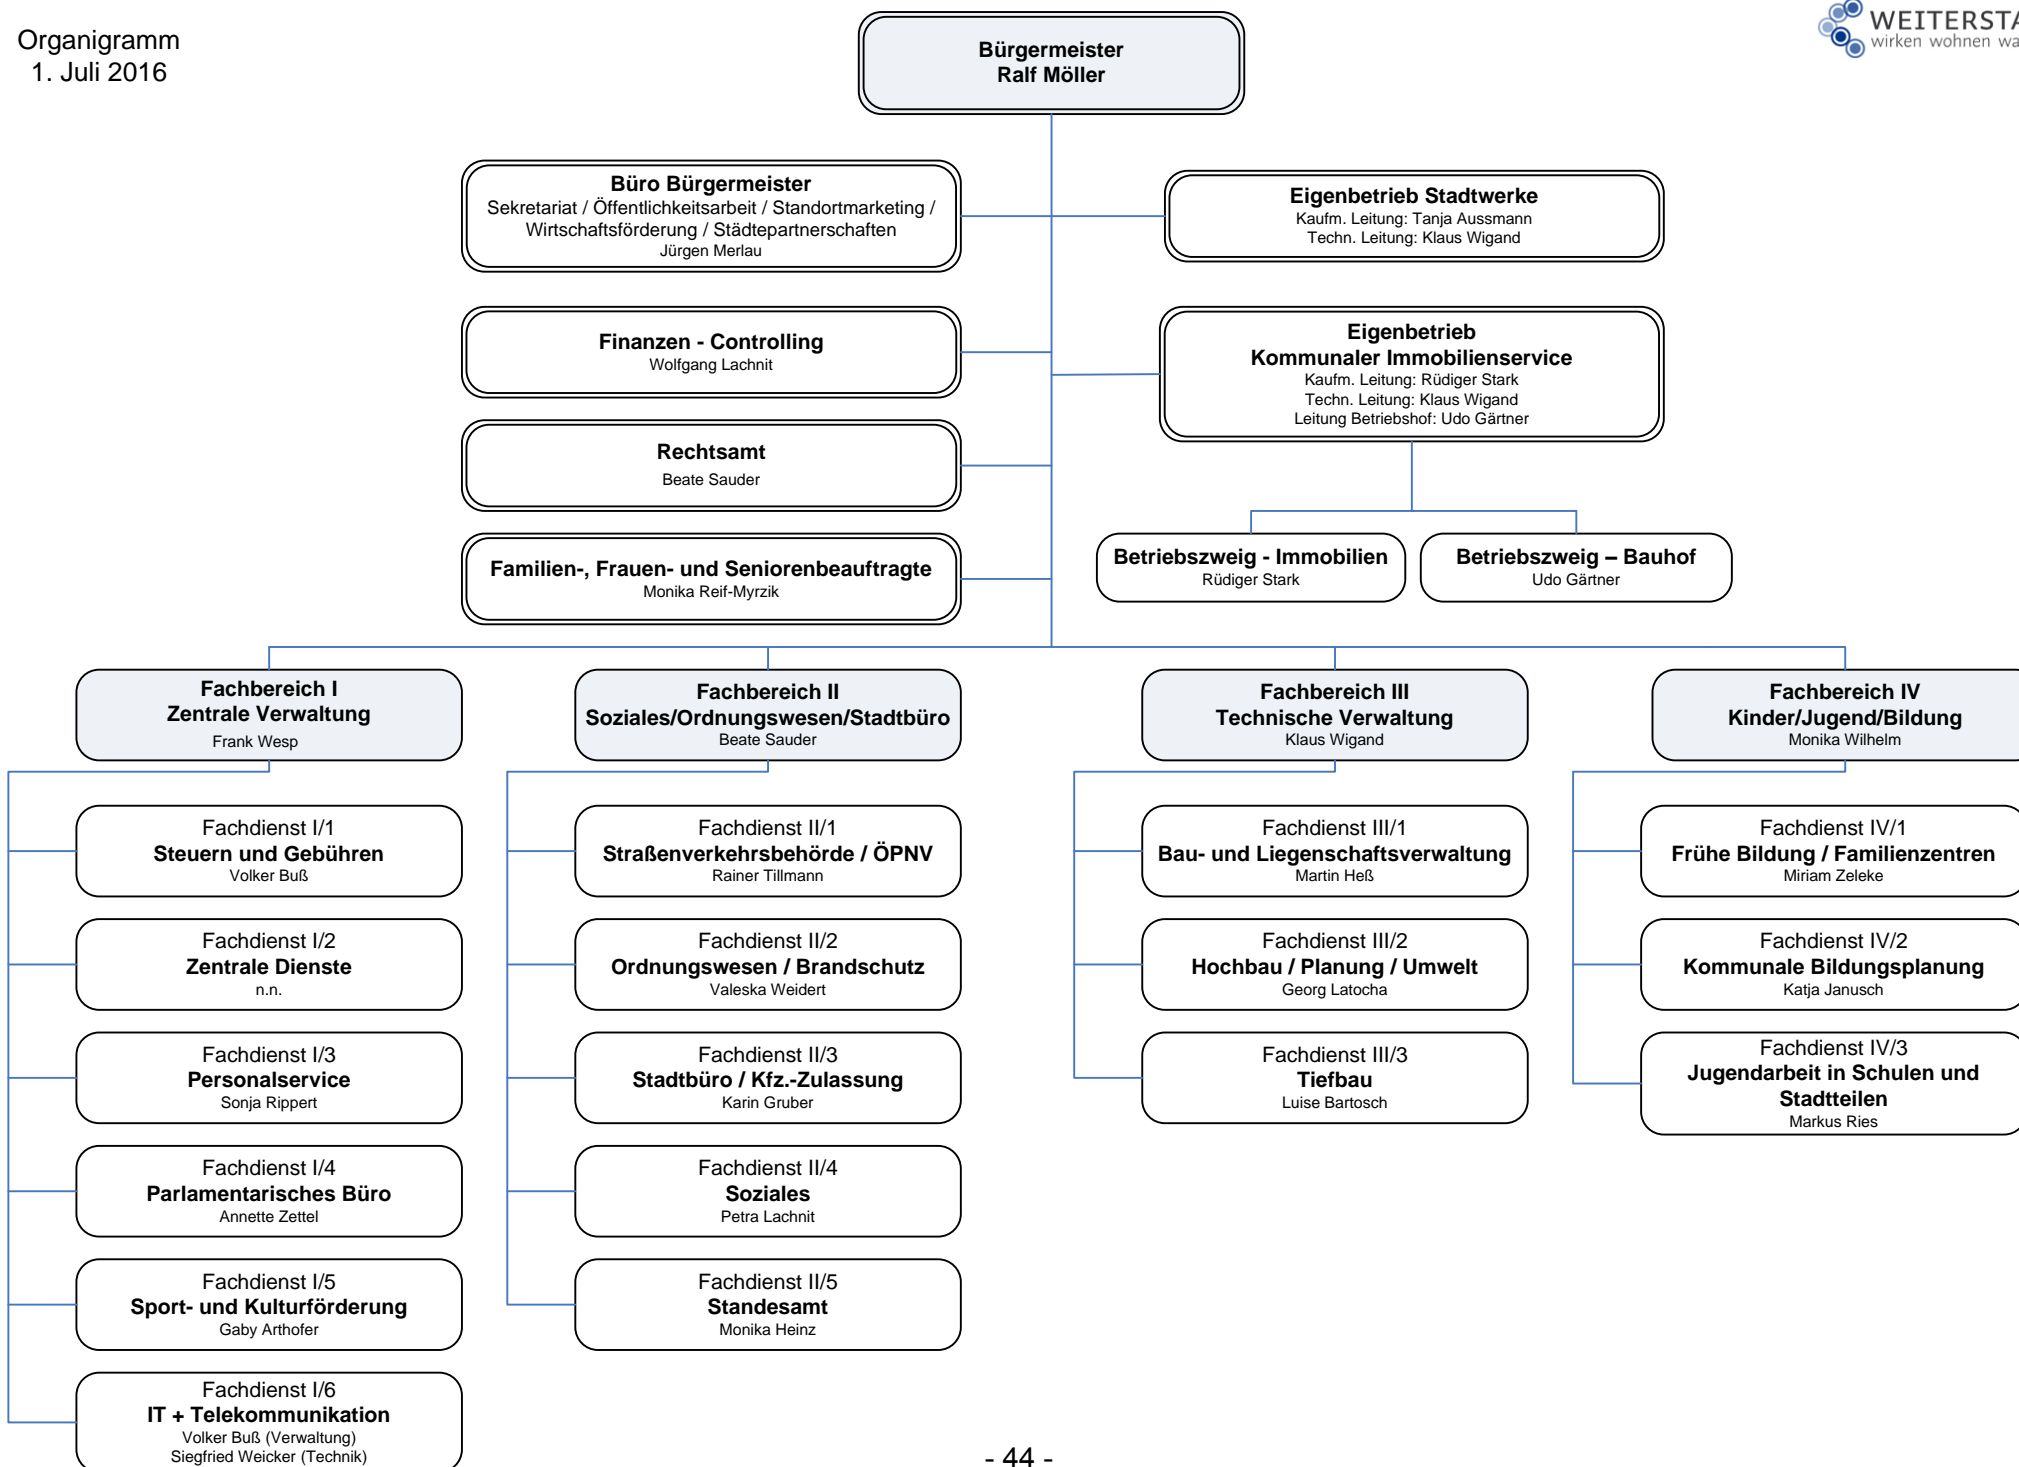 Organigramm
1. Juli 2016
wirken wohnen
Bürgermeister
Ralf Möller
Büro Bürgermeister
Sekretariat / Öffentlichkeitsarbeit / Standortmarketing /
Wirtschaftsförderung / Städtepartnerschaften
Jürgen Merlau
Eigenbetrieb Stadtwerke
Kaufm. Leitung: Tanja Aussmann
Techn. Leitung: Klaus Wigand
Finanzen - Controlling
Wolfgang Lachnit
Eigenbetrieb
Kommunaler Immobilienservice
Kaufm. Leitung: Rüdiger Stark
Techn. Leitung: Klaus Wigand
Leitung Betriebshof: Udo Gärtner
Rechtsamt
Beate Sauder
Familien-, Frauen- und Seniorenbeauftragte
Monika Reif-Myrzik
Betriebszweig - Immobilien
Rüdiger Stark
Betriebszweig – Bauhof
Udo Gärtner
Fachbereich I
Zentrale Verwaltung
Frank Wesp
Fachdienst I/1
Steuern und Gebühren
Volker Buß
Fachdienst I/2
Zentrale Dienste
n.n.
Fachdienst I/3
Personalservice
Sonja Rippert
Fachdienst I/4
Parlamentarisches Büro
Annette Zettel
Fachdienst I/5
Sport- und Kulturförderung
Gaby Arthofer
Fachdienst I/6
IT + Telekommunikation
Volker Buß (Verwaltung)
Siegfried Weicker (Technik)
Fachbereich II
Soziales/Ordnungswesen/Stadtbüro
Beate Sauder
Fachdienst II/1
Straßenverkehrsbehörde / ÖPNV
Rainer Tillmann
Fachdienst II/2
Ordnungswesen / Brandschutz
Valeska Weidert
Fachdienst II/3
Stadtbüro / Kfz.-Zulassung
Karin Gruber
Fachdienst II/4
Soziales
Petra Lachnit
Fachdienst II/5
Standesamt
Monika Heinz
Fachbereich III
Technische Verwaltung
Klaus Wigand
Fachdienst III/1
Bau- und Liegenschaftsverwaltung
Martin Heß
Fachdienst III/2
Hochbau / Planung / Umwelt
Georg Latocha
Fachdienst III/3
Tiefbau
Luise Bartosch
Fachbereich IV
Kinder/Jugend/Bildung
Monika Wilhelm
Fachdienst IV/1
Frühe Bildung / Familienzentren
Miriam Zeleke
Fachdienst IV/2
Kommunale Bildungsplanung
Katja Janusch
Fachdienst IV/3
Jugendarbeit in Schulen und
Stadtteilen
Markus Ries
- 44 -